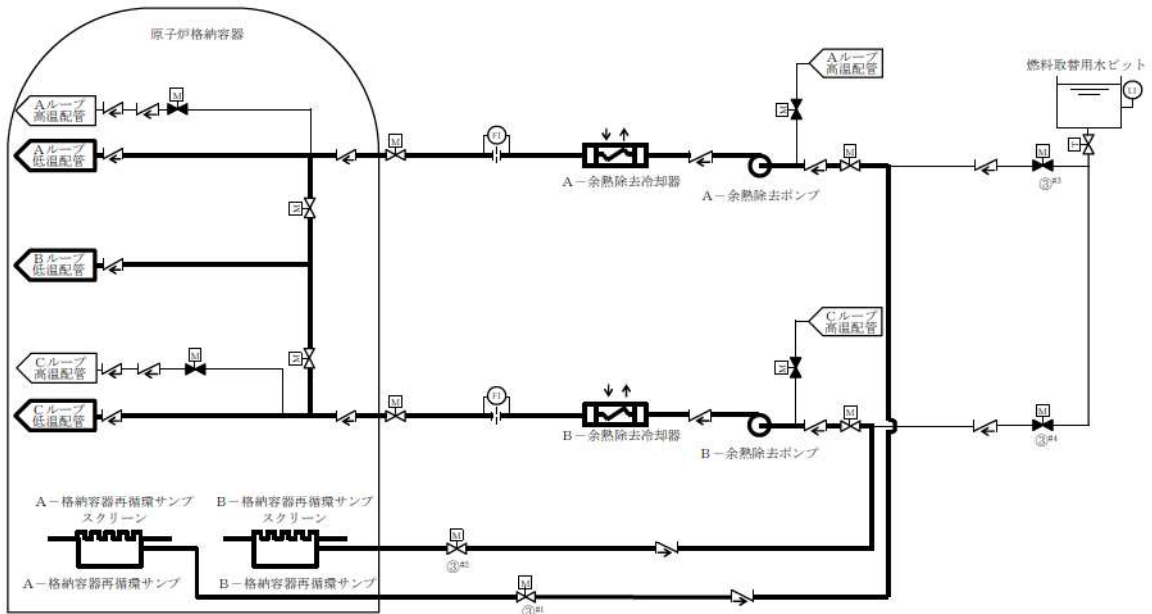 原子炉格納容器
Aループ
高温配管
燃料取替用水ピット
LI
Aループ
高温配管
M
M
FI
M
T
Aループ
低温配管
M
M
A-余熱除去冷却器
A-余熱除去ポンプ
③#3
M
Bループ
低温配管
Cループ
高温配管
Cループ
高温配管
M
M
M
FI
M
M
M
Cループ
低温配管
B-余熱除去冷却器
B-余熱除去ポンプ
③#4
A-格納容器再循環サンプ
スクリーン
B-格納容器再循環サンプ
スクリーン
M
③#2
A-格納容器再循環サンプ
B-格納容器再循環サンプ
M
③#1